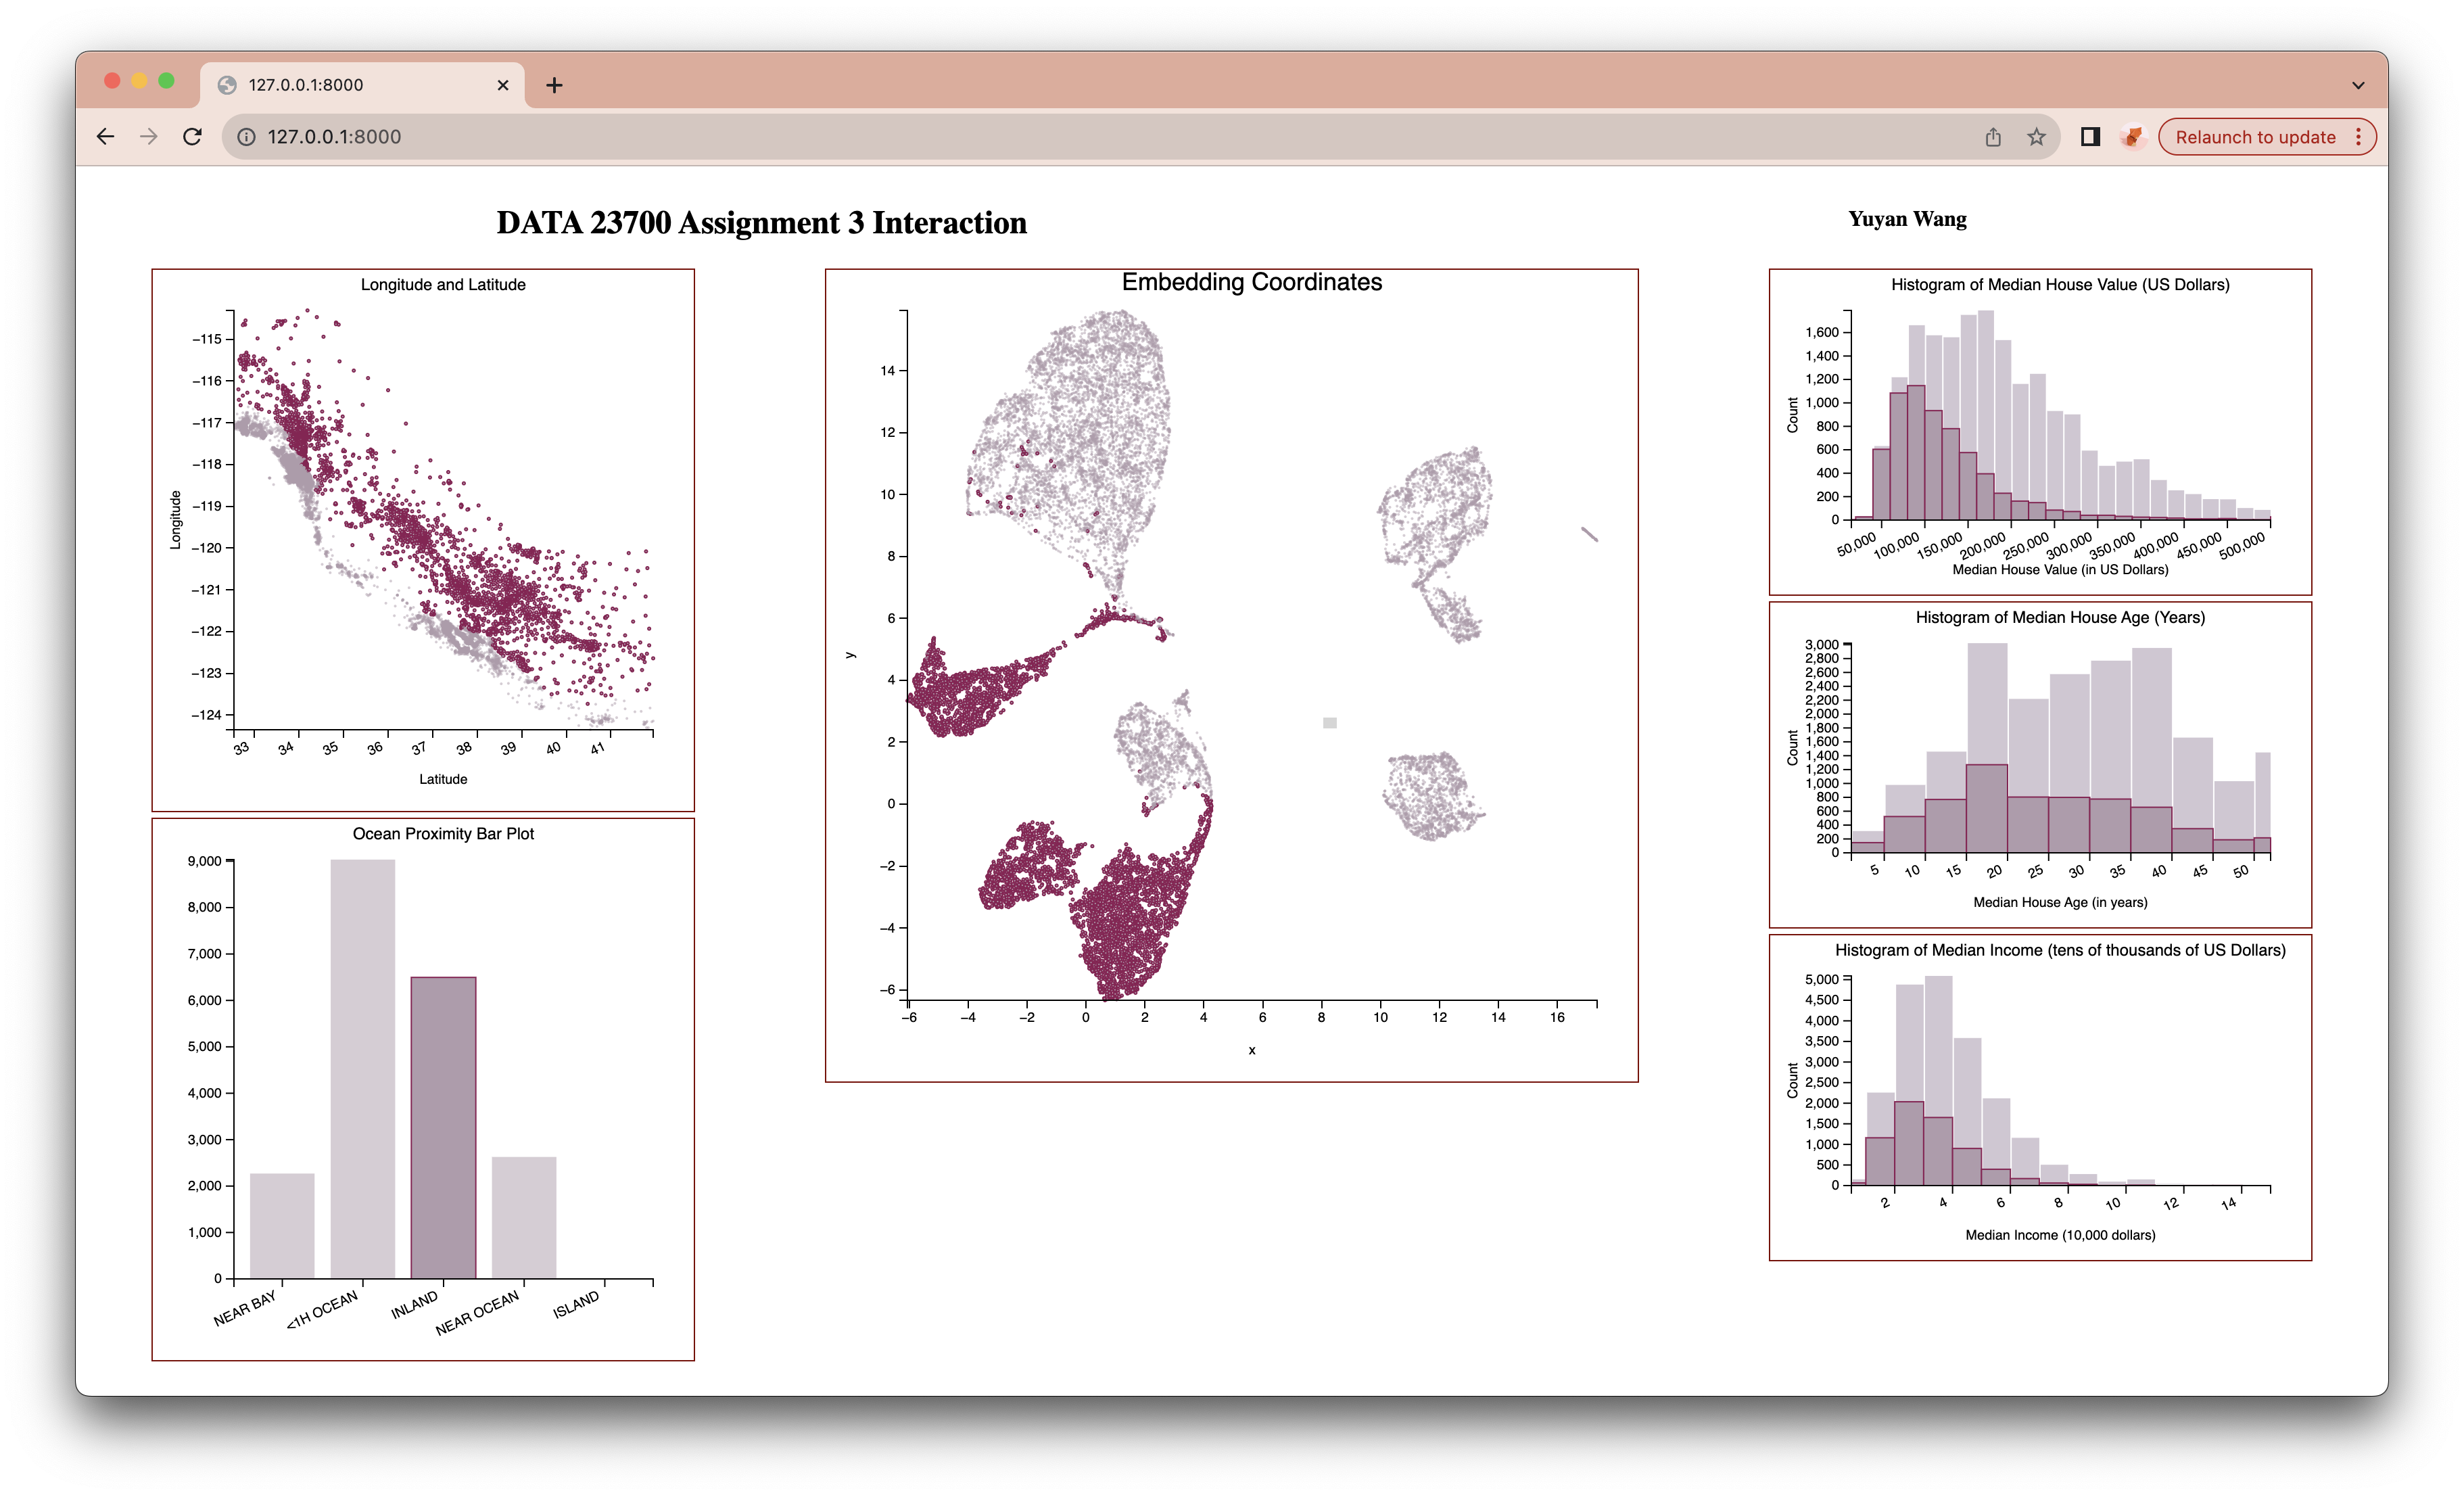 127.0.0.1:8000
127.0.0.1:8000
Relaunch to update
DATA 23700 Assignment 3 Interaction
Yuyan Wang
Longitude and Latitude
−115
−116
−117
−118
−119
−120
−121
−122
−123
−124
Longitude
33 34 35 36 37 38 39 40 41
Latitude
Ocean Proximity Bar Plot
9,000
8,000
7,000
6,000
5,000
4,000
3,000
2,000
1,000
0
NEAR BAY <1H OCEAN INLAND NEAR OCEAN ISLAND
Embedding Coordinates
14
12
10
8
6
4
2
0
−2
−4
−6
y
−6 −4 −2 0 2 4 6 8 10 12 14 16
x
Histogram of Median House Value (US Dollars)
1,600
1,400
1,200
1,000
800
600
400
200
0
Count
50,000 100,000 150,000 200,000 250,000 300,000 350,000 400,000 450,000 500,000
Median House Value (in US Dollars)
Histogram of Median House Age (Years)
3,000
2,800
2,600
2,400
2,200
2,000
1,800
1,600
1,400
1,200
1,000
800
600
400
200
0
Count
5 10 15 20 25 30 35 40 45 50
Median House Age (in years)
Histogram of Median Income (tens of thousands of US Dollars)
5,000
4,500
4,000
3,500
3,000
2,500
2,000
1,500
1,000
500
0
Count
2 4 6 8 10 12 14
Median Income (10,000 dollars)